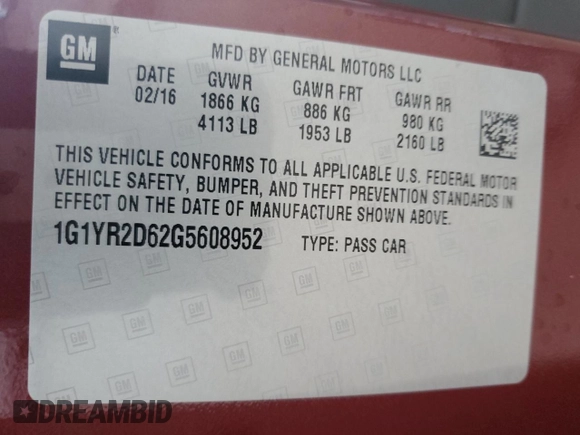 GM
MFD BY GENERAL MOTORS LLC
DATE GVWR GAWR FRT GAWR RR
02/16 1866 KG 886 KG 980 KG
4113 LB 1953 LB 2160 LB
THIS VEHICLE CONFORMS TO ALL APPLICABLE U.S. FEDERAL MOTOR
VEHICLE SAFETY, BUMPER, AND THEFT PREVENTION STANDARDS IN
EFFECT ON THE DATE OF MANUFACTURE SHOWN ABOVE.
1G1YR2D62G5608952 TYPE: PASS CAR
DREAMBID